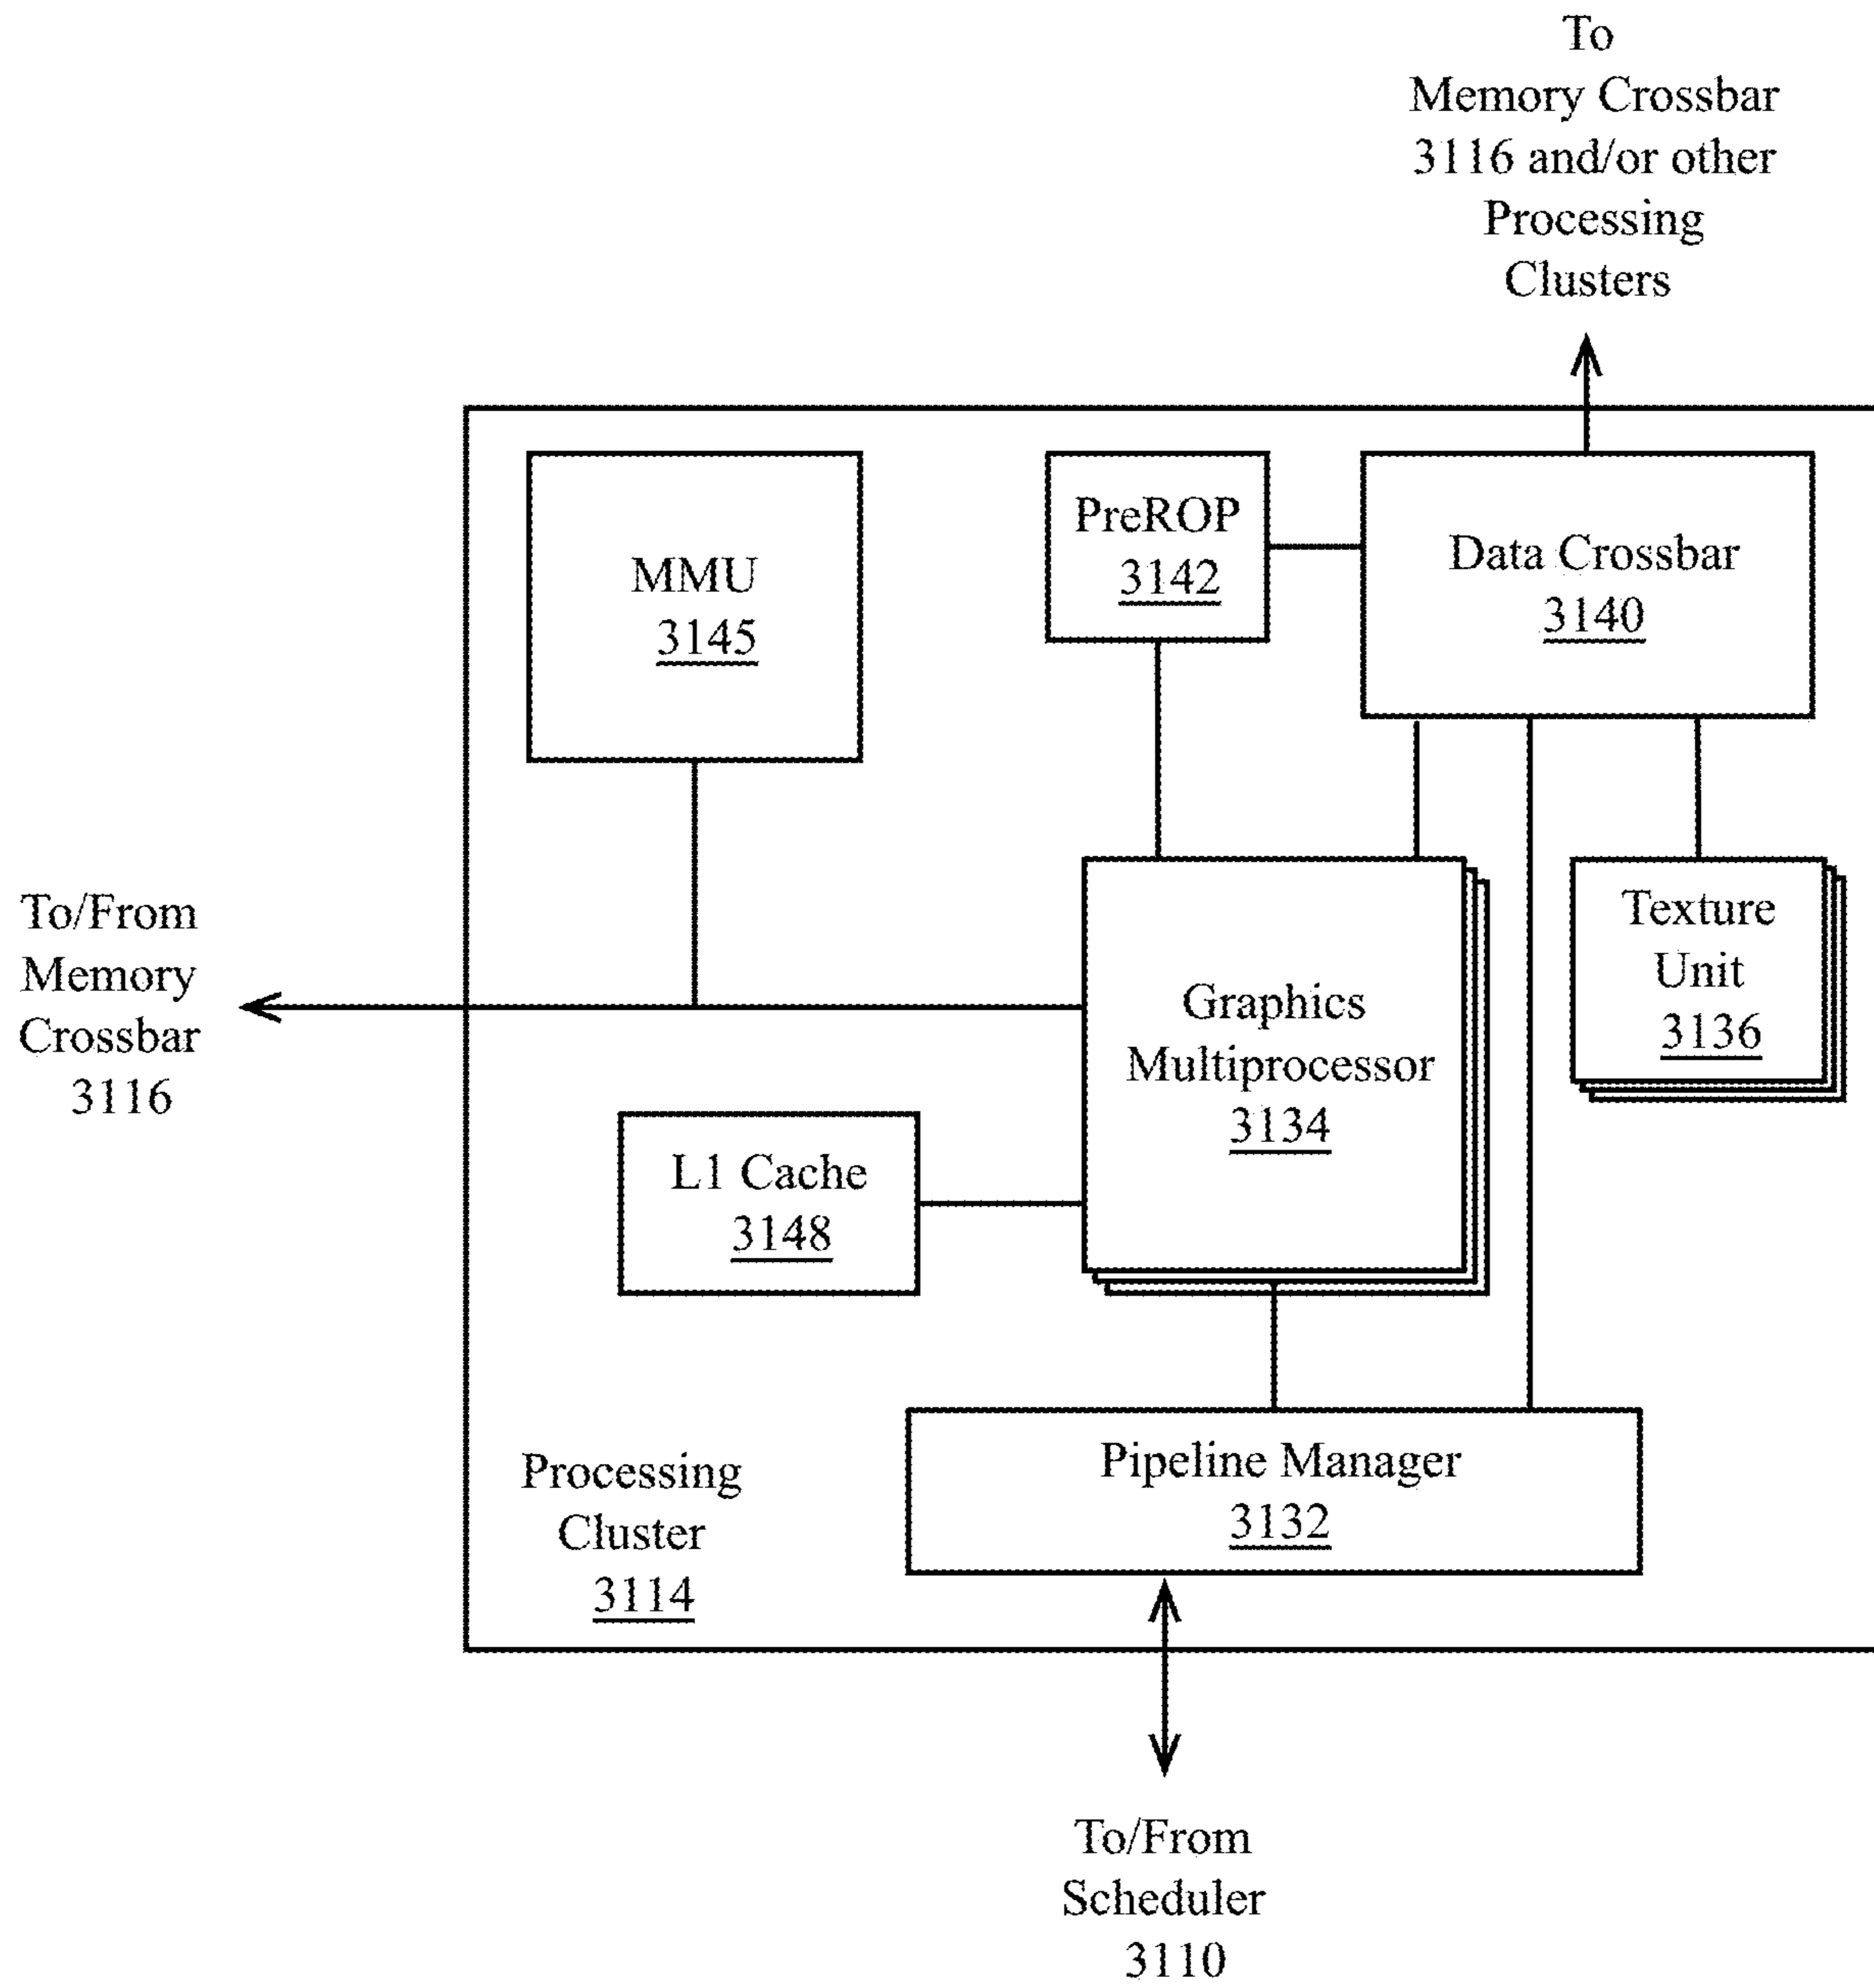 To
Memory Crossbar
3116 and/or other
Processing
Clusters
MMU
3145
PreROP
3142
Data Crossbar
3140
To/From
Memory
Crossbar
3116
Graphics
Multiprocessor
3134
Texture
Unit
3136
L1 Cache
3148
Processing
Cluster
3114
Pipeline Manager
3132
To/From
Scheduler
3110